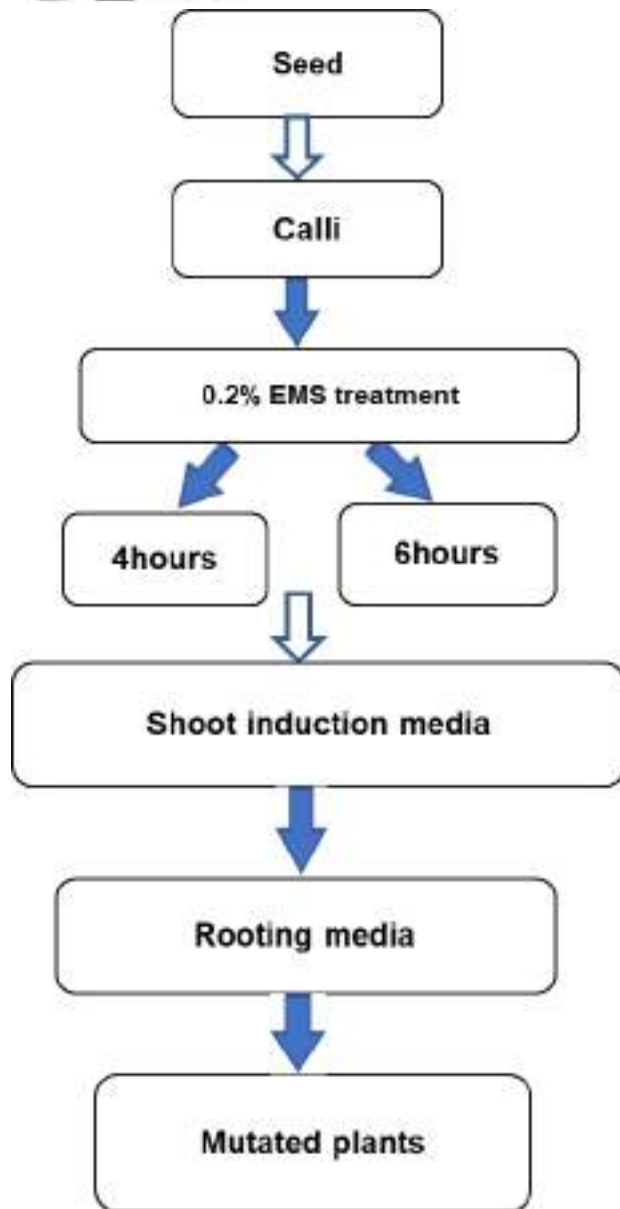 Seed
Calli
0.2% EMS treatment
4hours
6hours
Shoot induction media
Rooting media
Mutated plants